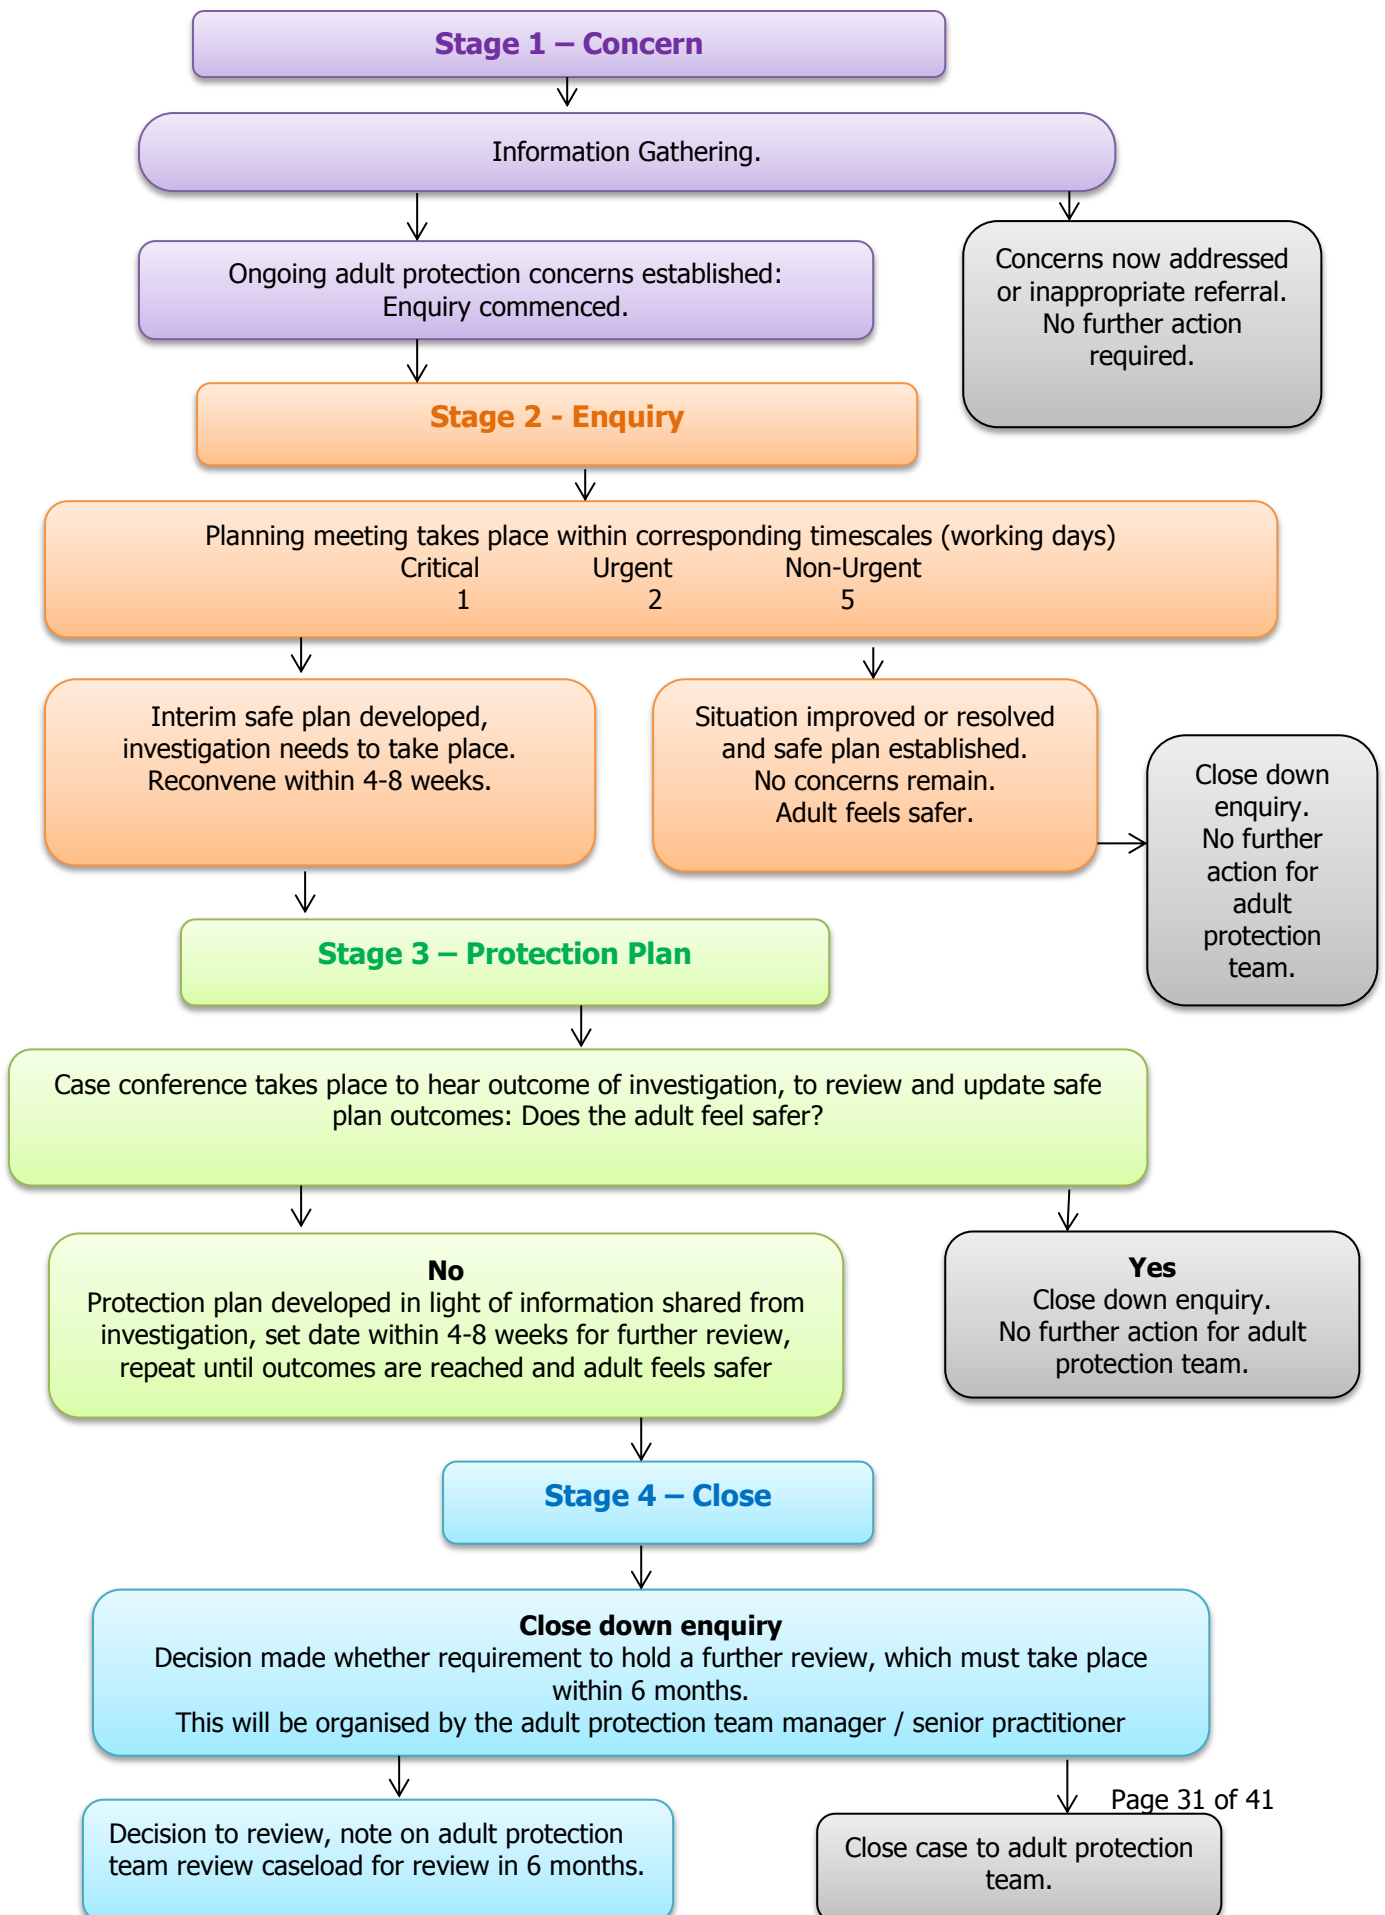 Stage 1 – Concern
Information Gathering.
Ongoing adult protection concerns established:
Enquiry commenced.
Concerns now addressed
or inappropriate referral.
No further action
required.
Stage 2 - Enquiry
Planning meeting takes place within corresponding timescales (working days)
Critical Urgent Non-Urgent
1 2 5
Interim safe plan developed,
investigation needs to take place.
Reconvene within 4-8 weeks.
Situation improved or resolved
and safe plan established.
No concerns remain.
Adult feels safer.
Close down
enquiry.
No further
action for
adult
protection
team.
Stage 3 – Protection Plan
Case conference takes place to hear outcome of investigation, to review and update safe
plan outcomes: Does the adult feel safer?
No
Protection plan developed in light of information shared from
investigation, set date within 4-8 weeks for further review,
repeat until outcomes are reached and adult feels safer
Yes
Close down enquiry.
No further action for adult
protection team.
Stage 4 – Close
Close down enquiry
Decision made whether requirement to hold a further review, which must take place
within 6 months.
This will be organised by the adult protection team manager / senior practitioner
Decision to review, note on adult protection
team review caseload for review in 6 months.
Page 31 of 41
Close case to adult protection
team.